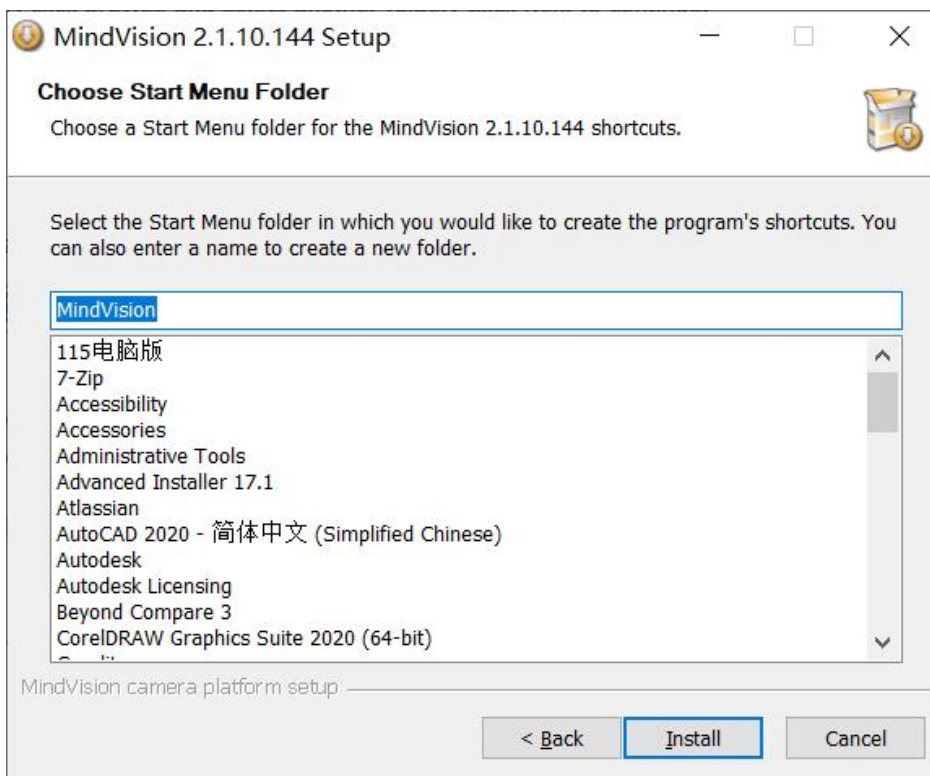 MindVision 2.1.10.144 Setup
Choose Start Menu Folder
Choose a Start Menu folder for the MindVision 2.1.10.144 shortcuts.
Select the Start Menu folder in which you would like to create the program's shortcuts. You
can also enter a name to create a new folder.
MindVision
115电脑版
7-Zip
Accessibility
Accessories
Administrative Tools
Advanced Installer 17.1
Atlassian
AutoCAD 2020 - 简体中文 (Simplified Chinese)
Autodesk
Autodesk Licensing
Beyond Compare 3
CorelDRAW Graphics Suite 2020 (64-bit)
MindVision camera platform setup
< Back
Install
Cancel